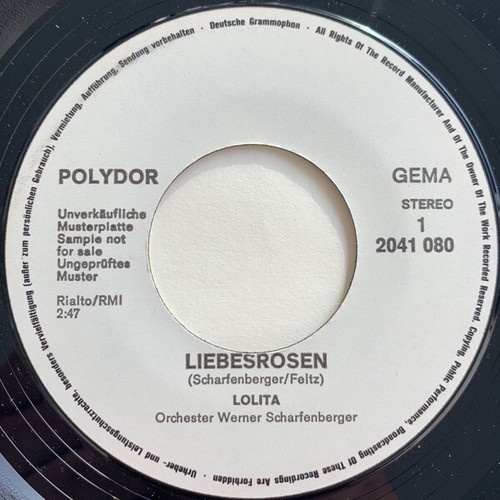 POLYDOR
GEMA
STEREO
1
2041 080
Unverkäufliche
Musterplatte
Sample not
for sale
Ungeprüftes
Muster
Rialto/RMI
2:47
LIEBESROSEN
(Scharfenberger/Feltz)
LOLITA
Orchester Werner Scharfenberger
Urheber- und Leistungsschutzrechte, besonders Vervielfältigung (außer zum persönlichen Gebrauch), Vermietung, Aufführung, Sendung vorbehalten · Deutsche Grammophon · All Rights Of The Record Manufacturer And Of The Owner Of The Work Recorded Reserved. Copying, Public Performance, Broadcasting Of These Recordings Are Forbidden ·